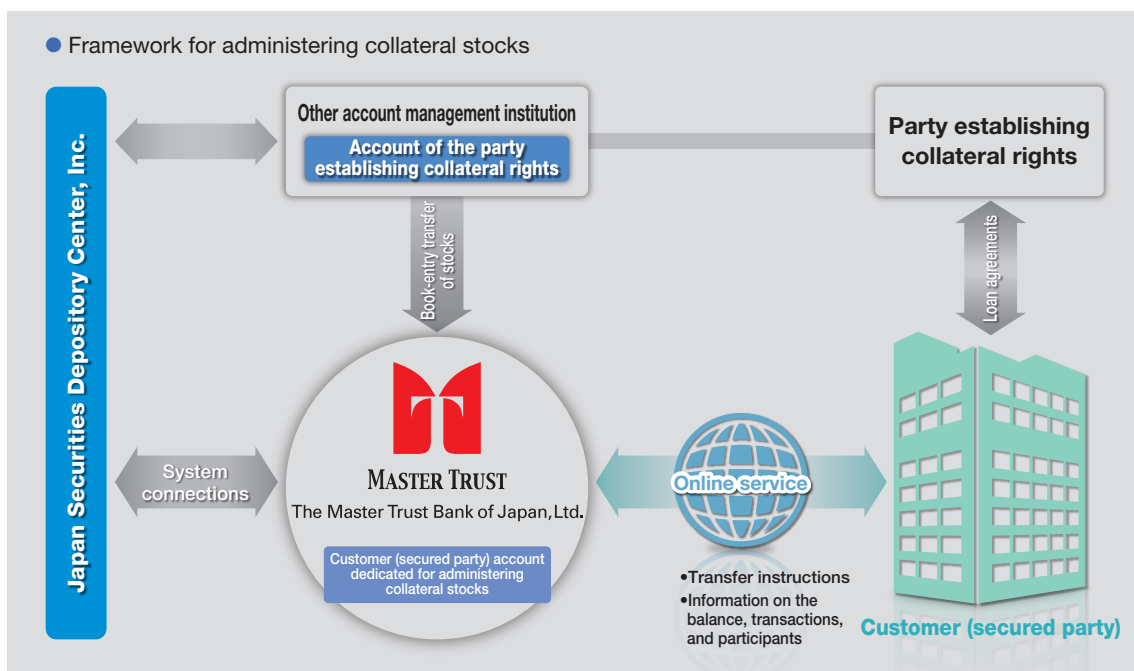 ● Framework for administering collateral stocks
Japan Securities Depository Center, Inc.
Other account management institution
Account of the party
establishing collateral rights
Party establishing
collateral rights
Book-entry transfer
of stocks
Loan agreements
System
connections
MASTER TRUST
The Master Trust Bank of Japan, Ltd.
Customer (secured party) account
dedicated for administering
collateral stocks
Online service
•Transfer instructions
•Information on the
balance, transactions,
and participants
Customer (secured party)